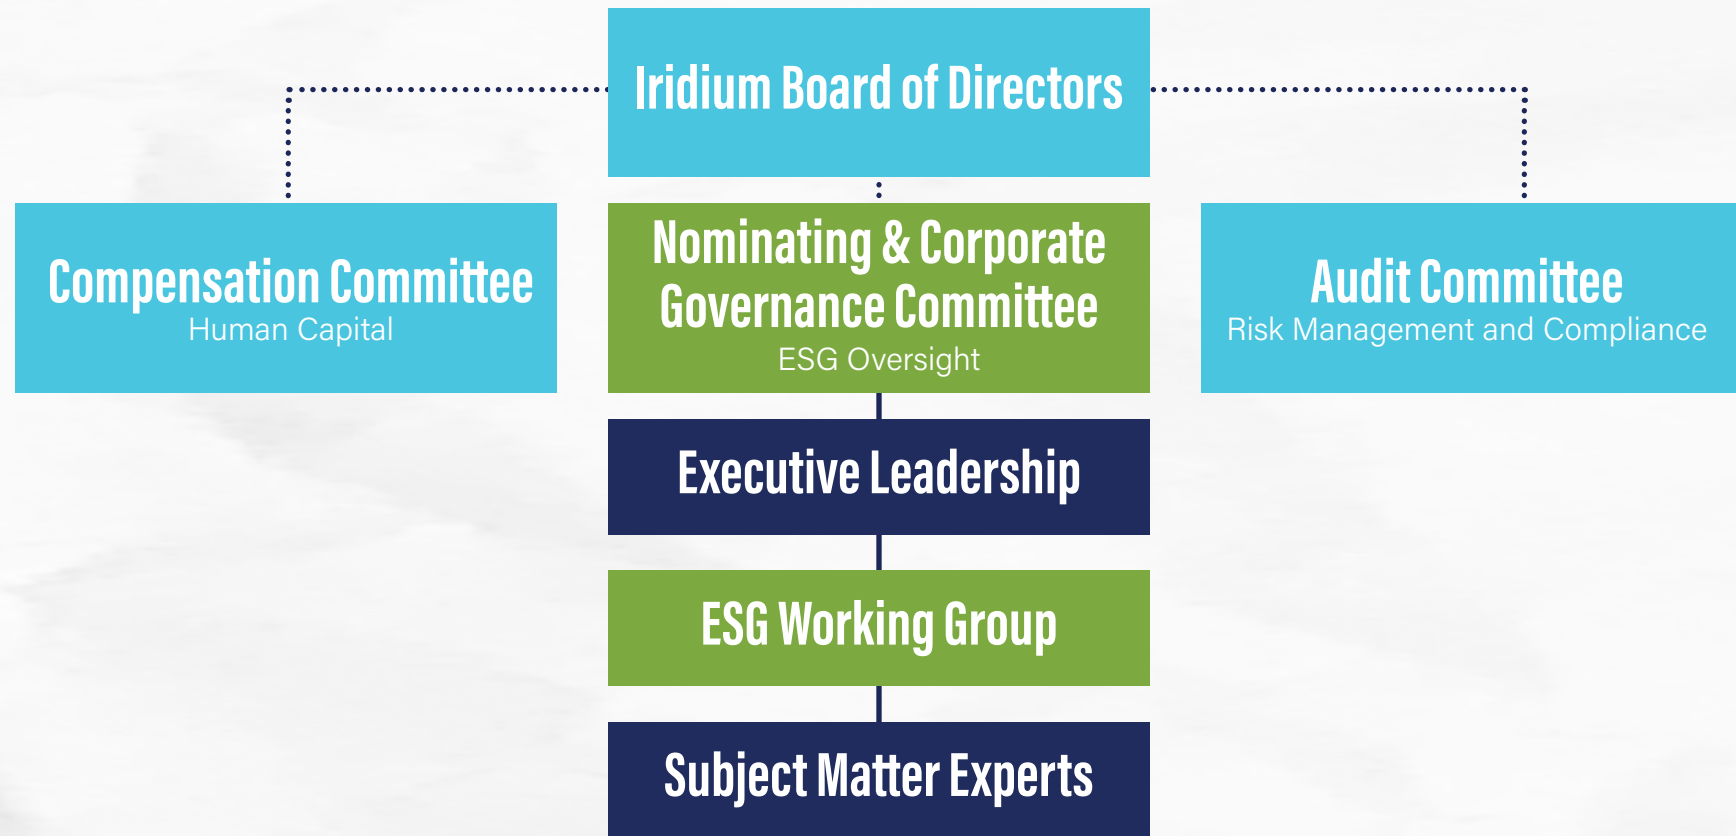 Iridium Board of Directors
Compensation Committee
Human Capital
Nominating & Corporate
Governance Committee
ESG Oversight
Audit Committee
Risk Management and Compliance
Executive Leadership
ESG Working Group
Subject Matter Experts